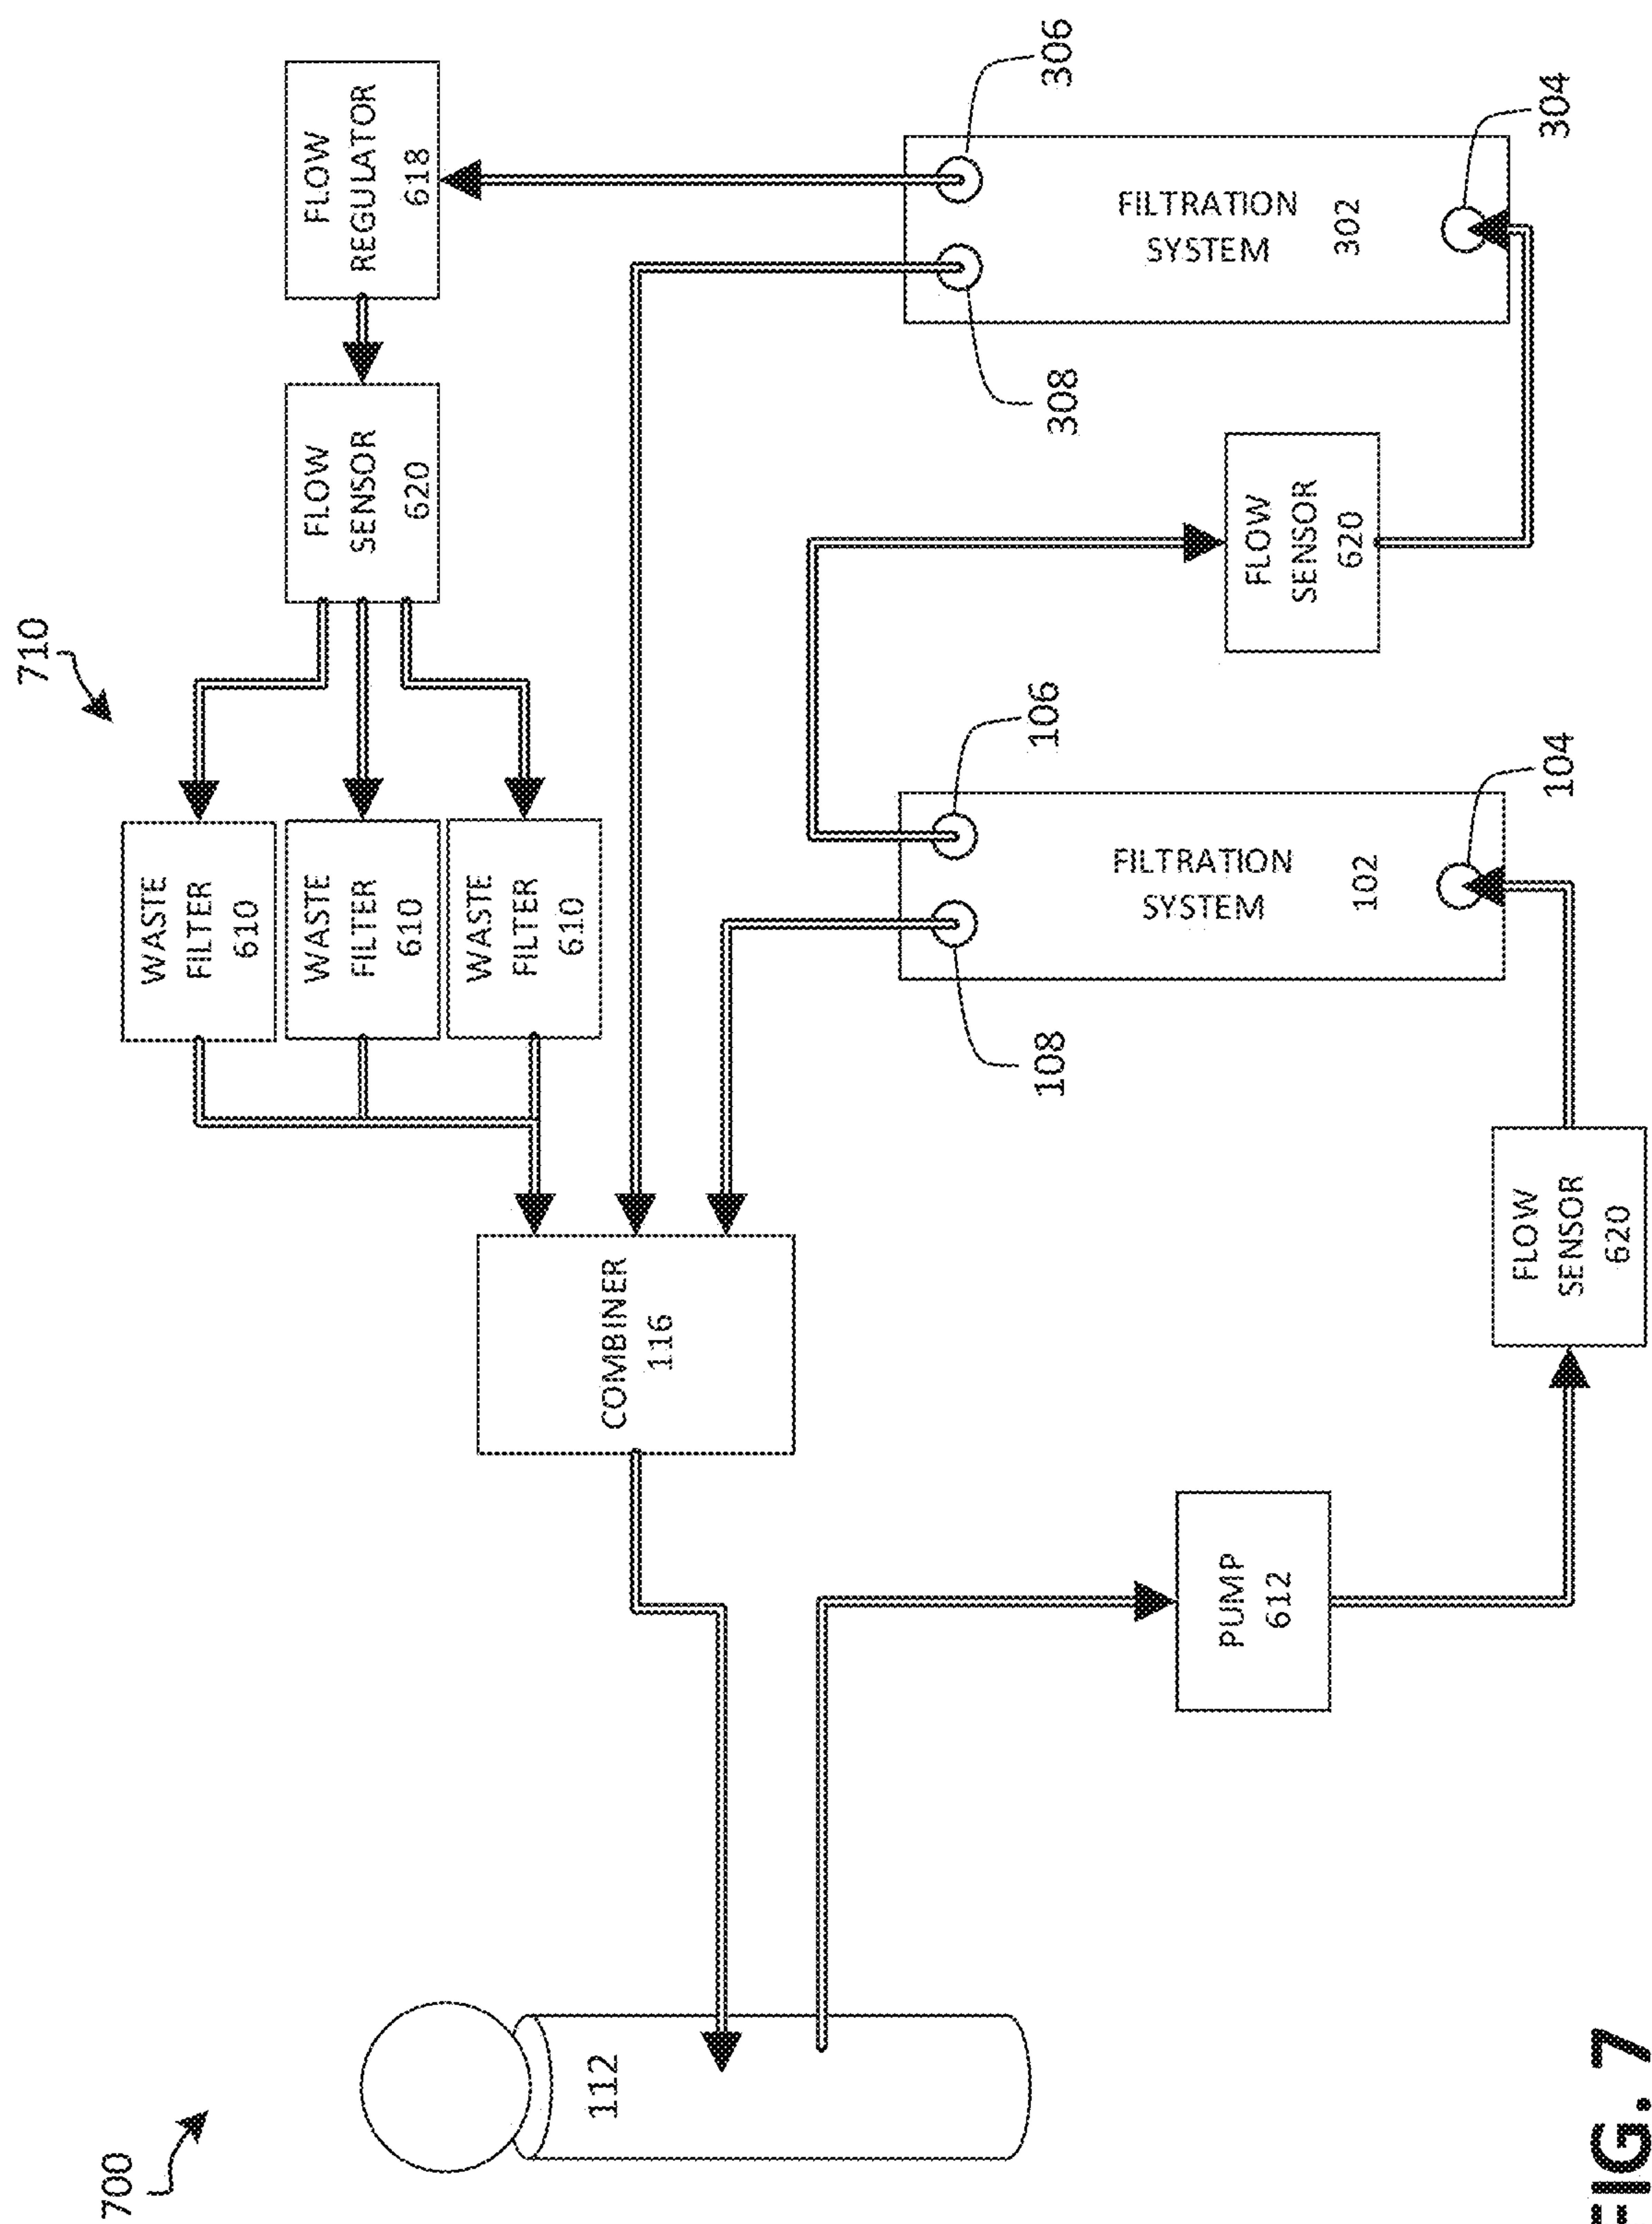 700
112
COMBINER
116
PUMP
612
WASTE
FILTER
610
WASTE
FILTER
610
WASTE
FILTER
610
710
FLOW
SENSOR
620
FLOW
REGULATOR
618
FLOW
SENSOR
620
108
106
FILTRATION
SYSTEM
102
104
FLOW
SENSOR
620
308
306
FILTRATION
SYSTEM
302
304
FIG. 7